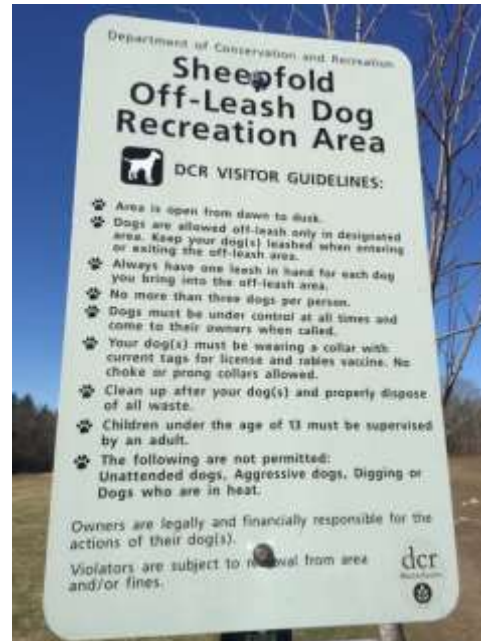 Department of Conservation and Recreation
Sheepfold
Off-Leash Dog
Recreation Area
DCR VISITOR GUIDELINES:
Area is open from dawn to dusk.
Dogs are allowed off-leash only in designated
area. Keep your dog(s) leashed when entering
or exiting the off-leash area.
Always have one leash in hand for each dog
you bring into the off-leash area.
No more than three dogs per person.
Dogs must be under control at all times and
come to their owners when called.
Your dog(s) must be wearing a collar with
current tags for license and rabies vaccine. No
choke or prong collars allowed.
Clean up after your dog(s) and properly dispose
of all waste.
Children under the age of 13 must be supervised
by an adult.
The following are not permitted:
Unattended dogs, Aggressive dogs, Digging or
Dogs who are in heat.
Owners are legally and financially responsible for the
actions of their dog(s).
Violators are subject to removal from area
and/or fines.
dcr
Massachusetts